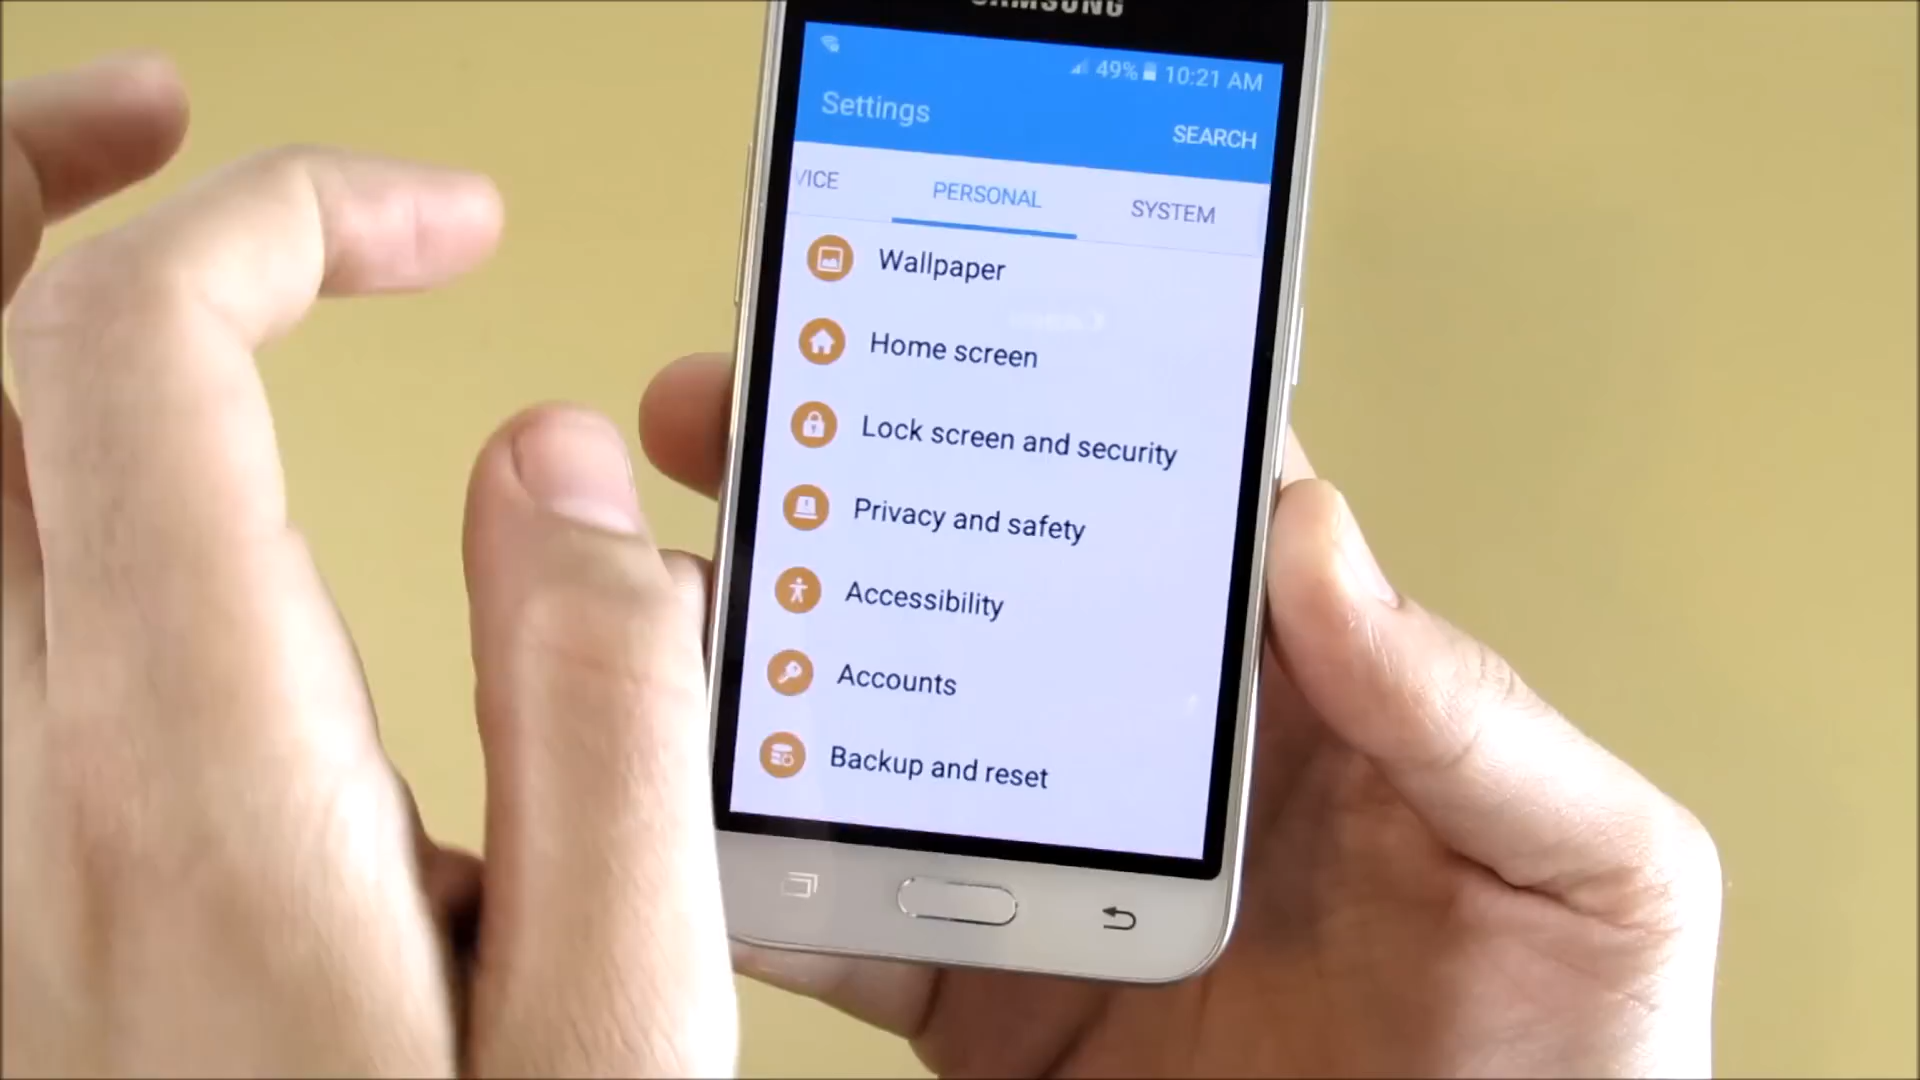 SAMSUNG
49% 10:21 AM
Settings
SEARCH
VICE PERSONAL SYSTEM
Wallpaper
Home screen
Lock screen and security
Privacy and safety
Accessibility
Accounts
Backup and reset